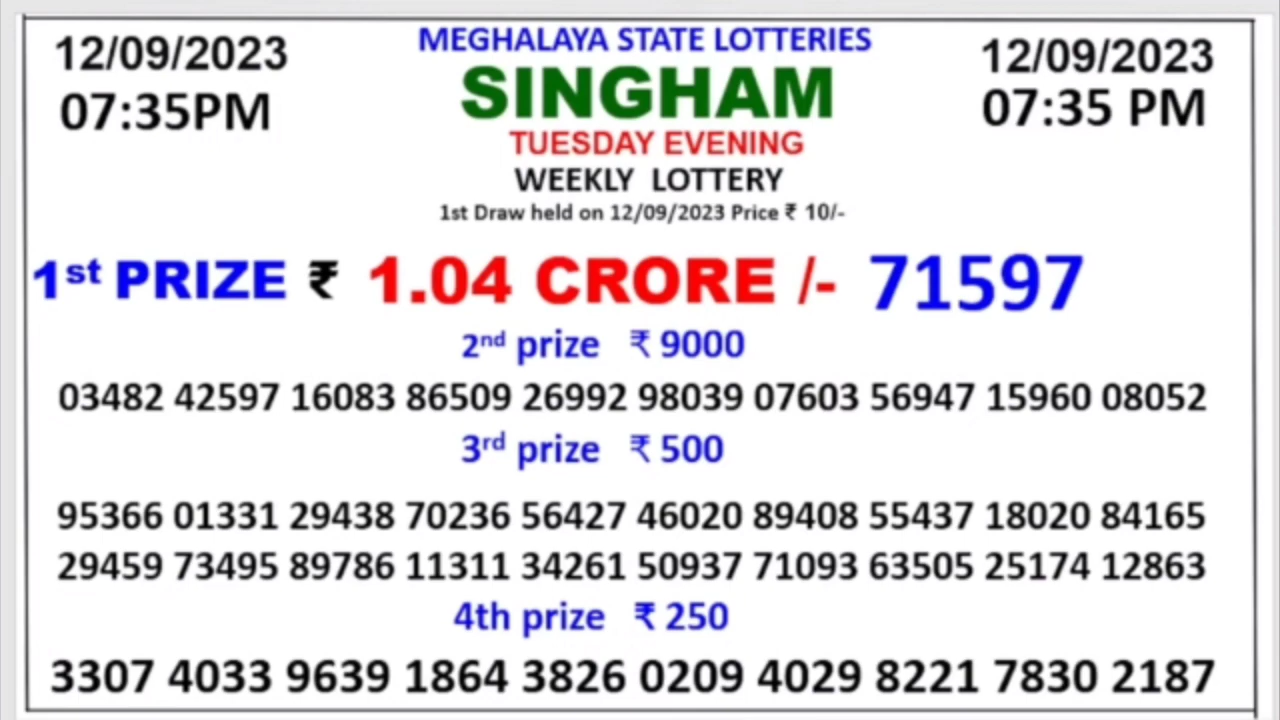 12/09/2023
07:35PM
MEGHALAYA STATE LOTTERIES
SINGHAM
TUESDAY EVENING
WEEKLY LOTTERY
1st Draw held on 12/09/2023 Price ₹ 10/-
12/09/2023
07:35 PM
1st PRIZE ₹ 1.04 CRORE /- 71597
2nd prize ₹ 9000
03482 42597 16083 86509 26992 98039 07603 56947 15960 08052
3rd prize ₹ 500
95366 01331 29438 70236 56427 46020 89408 55437 18020 84165
29459 73495 89786 11311 34261 50937 71093 63505 25174 12863
4th prize ₹ 250
3307 4033 9639 1864 3826 0209 4029 8221 7830 2187